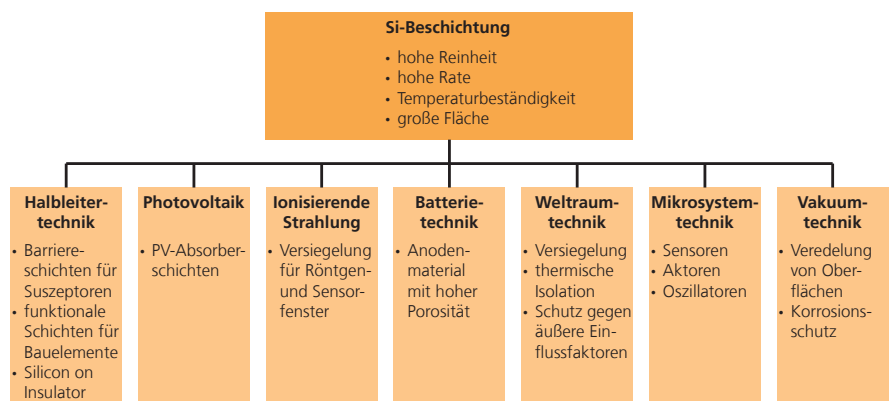 Si-Beschichtung
• hohe Reinheit
• hohe Rate
• Temperaturbeständigkeit
• große Fläche
Halbleiter-
technik
• Barriere-
schichten für
Suszeptoren
• funktionale
Schichten für
Bauelemente
• Silicon on
Insulator
Photovoltaik
• PV-Absorber-
schichten
Ionisierende
Strahlung
• Versiegelung
für Röntgen-
und Sensor-
fenster
Batterie-
technik
• Anoden-
material
mit hoher
Porosität
Weltraum-
technik
• Versiegelung
• thermische
Isolation
• Schutz gegen
äußere Ein-
flussfaktoren
Mikrosystem-
technik
• Sensoren
• Aktoren
• Oszillatoren
Vakuum-
technik
• Veredelung
von Ober-
flächen
• Korrosions-
schutz